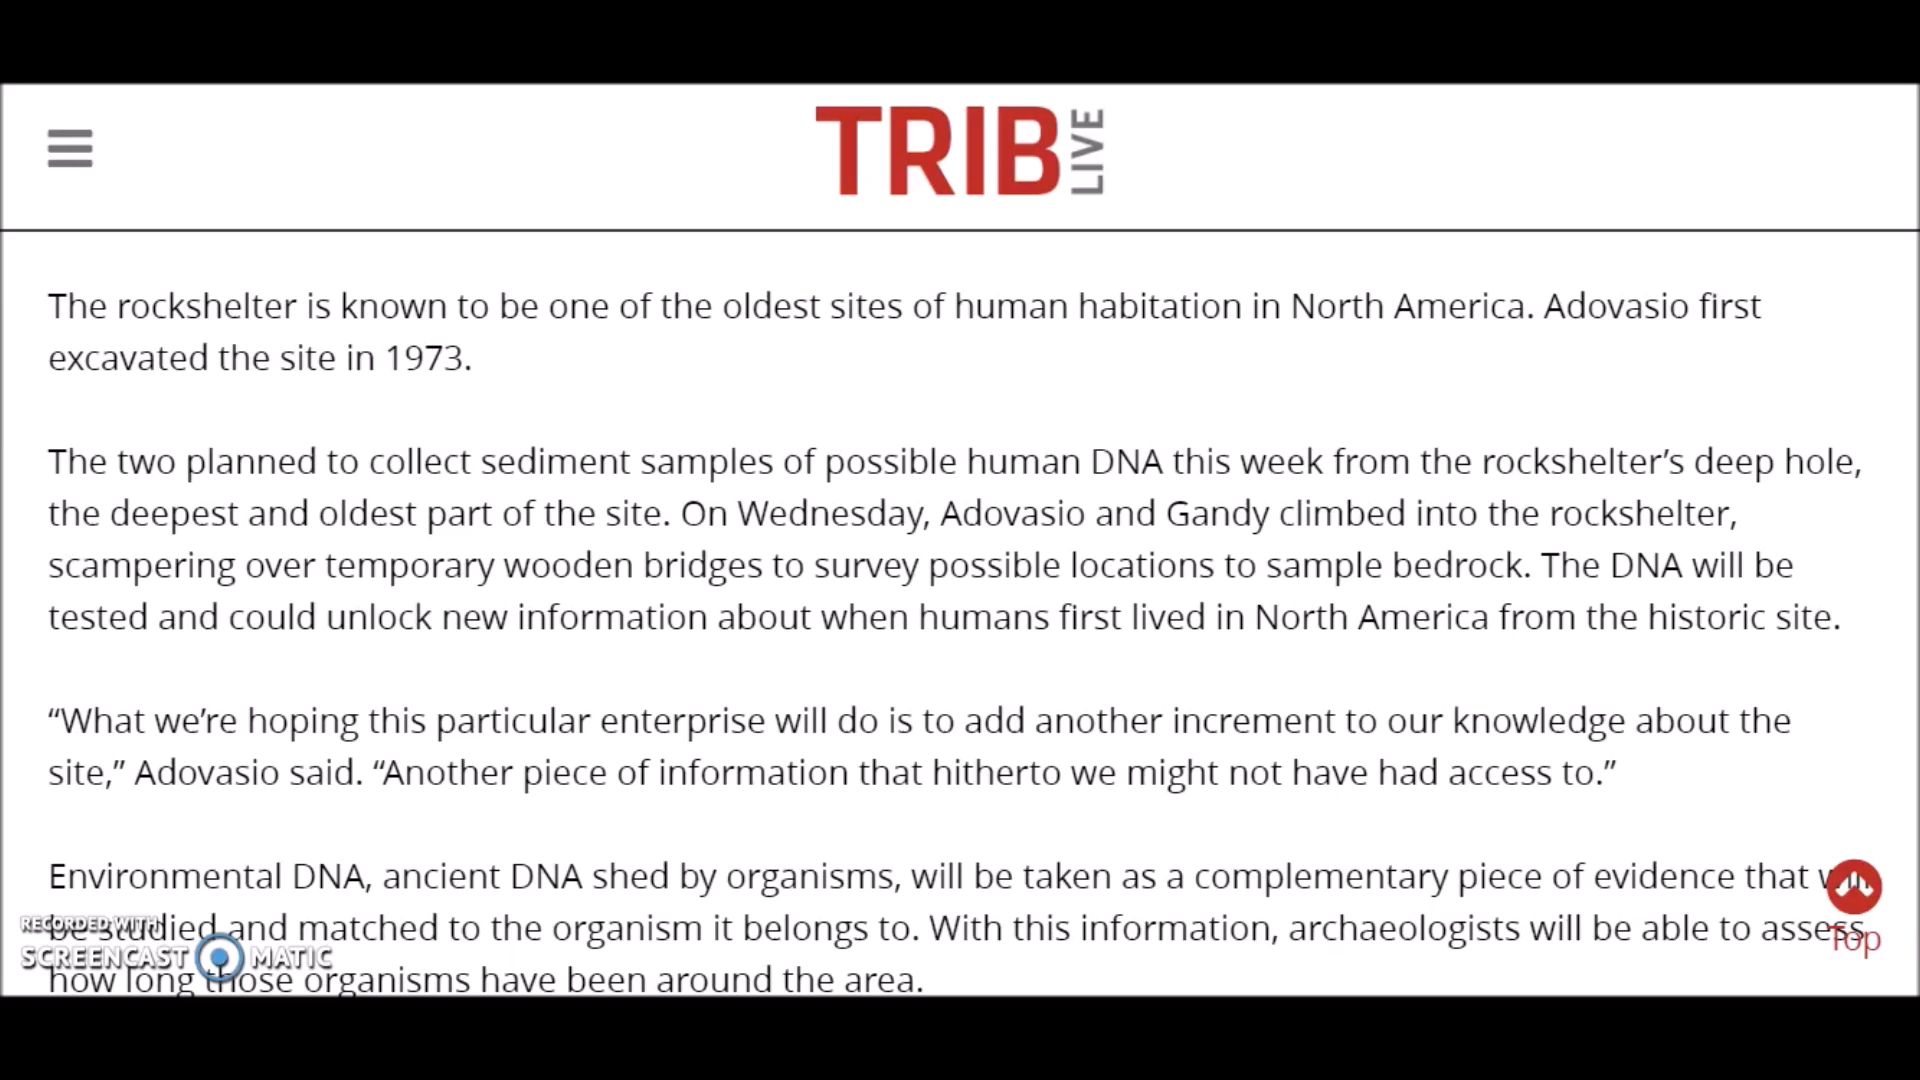 TRIB LIVE
The rockshelter is known to be one of the oldest sites of human habitation in North America. Adovasio first
excavated the site in 1973.
The two planned to collect sediment samples of possible human DNA this week from the rockshelter’s deep hole,
the deepest and oldest part of the site. On Wednesday, Adovasio and Gandy climbed into the rockshelter,
scampering over temporary wooden bridges to survey possible locations to sample bedrock. The DNA will be
tested and could unlock new information about when humans first lived in North America from the historic site.
“What we’re hoping this particular enterprise will do is to add another increment to our knowledge about the
site,” Adovasio said. “Another piece of information that hitherto we might not have had access to.”
Environmental DNA, ancient DNA shed by organisms, will be taken as a complementary piece of evidence that will
be studied and matched to the organism it belongs to. With this information, archaeologists will be able to assess
how long those organisms have been around the area.
Top
RECORDED WITH
SCREENCAST MATIC